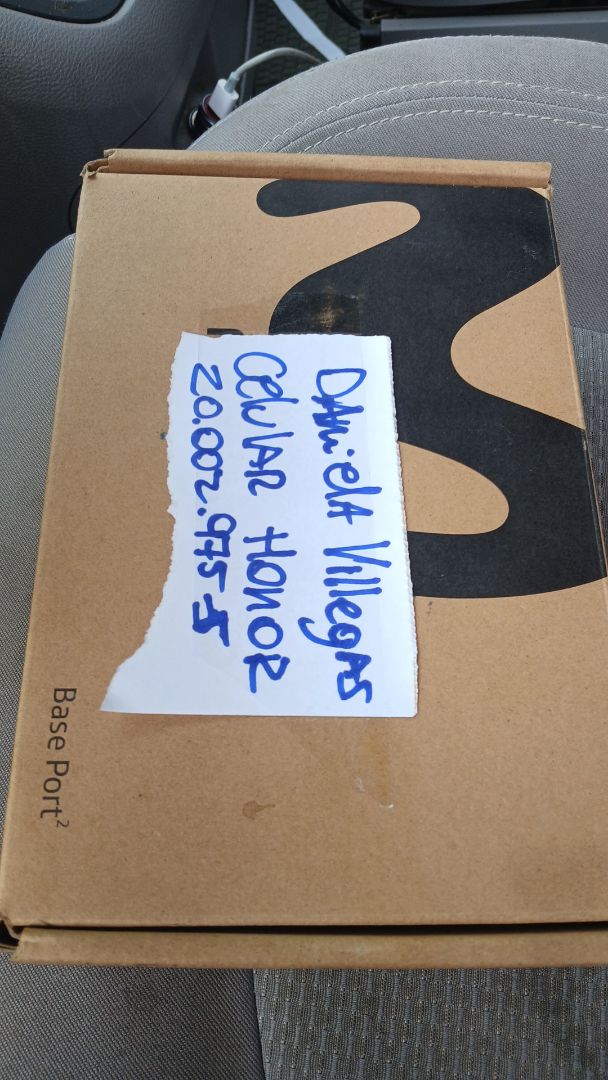 DANiElA VillegAS
CelulAR HONOR
20.002.975-5
Base Port²